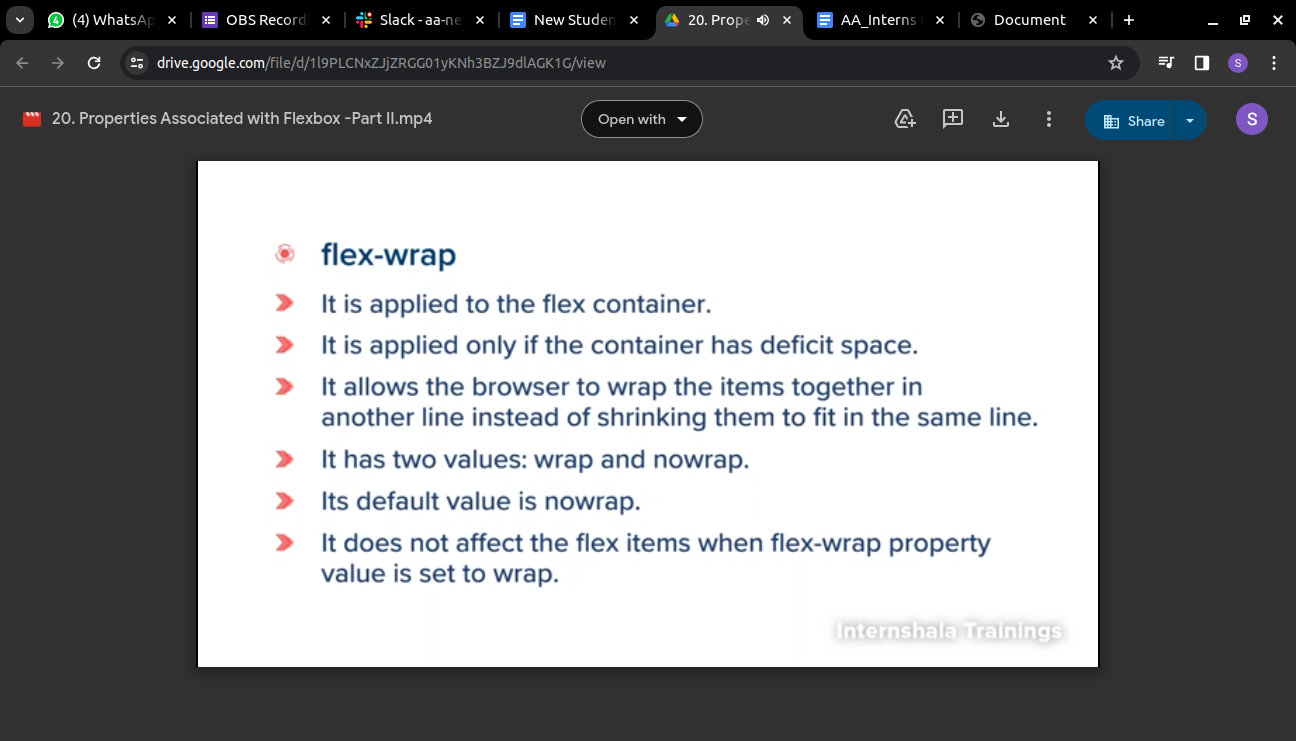 (4) WhatsAp
OBS Record
Slack - aa-ne
New Studen
20. Prope
AA_Interns
Document
drive.google.com/file/d/1l9PLCNxZJjZRGG01yKNh3BZJ9dlAGK1G/view
S
20. Properties Associated with Flexbox -Part II.mp4
Open with
Share
S
flex-wrap
It is applied to the flex container.
It is applied only if the container has deficit space.
It allows the browser to wrap the items together in
another line instead of shrinking them to fit in the same line.
It has two values: wrap and nowrap.
Its default value is nowrap.
It does not affect the flex items when flex-wrap property
value is set to wrap.
Internshala Trainings